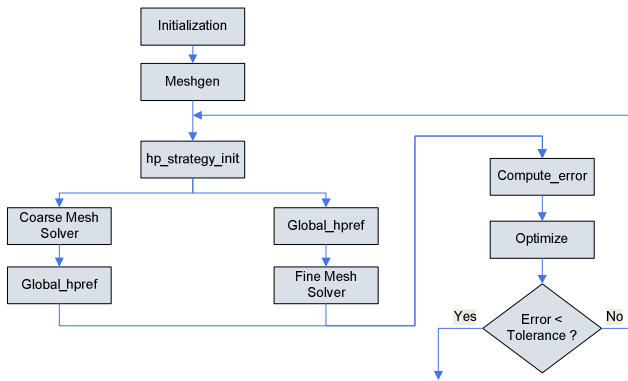 Initialization
Meshgen
hp_strategy_init
Coarse Mesh
Solver
Global_hpref
Global_hpref
Fine Mesh
Solver
Compute_error
Optimize
Error <
Tolerance ?
Yes
No